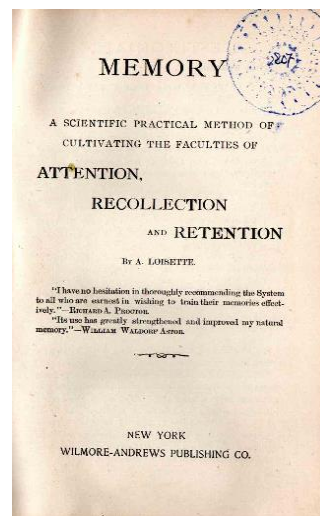 MEMORY
2807
A SCIENTIFIC PRACTICAL METHOD OF
CULTIVATING THE FACULTIES OF
ATTENTION,
RECOLLECTION
AND RETENTION
BY A. LOISETTE.
"I have no hesitation in thoroughly recommending the System
to all who are earnest in wishing to train their memories effect-
ively."—RICHARD A. PROCTOR.
"Its use has greatly strengthened and improved my natural
memory."—WILLIAM WALDORF ASTOR.
NEW YORK
WILMORE-ANDREWS PUBLISHING CO.